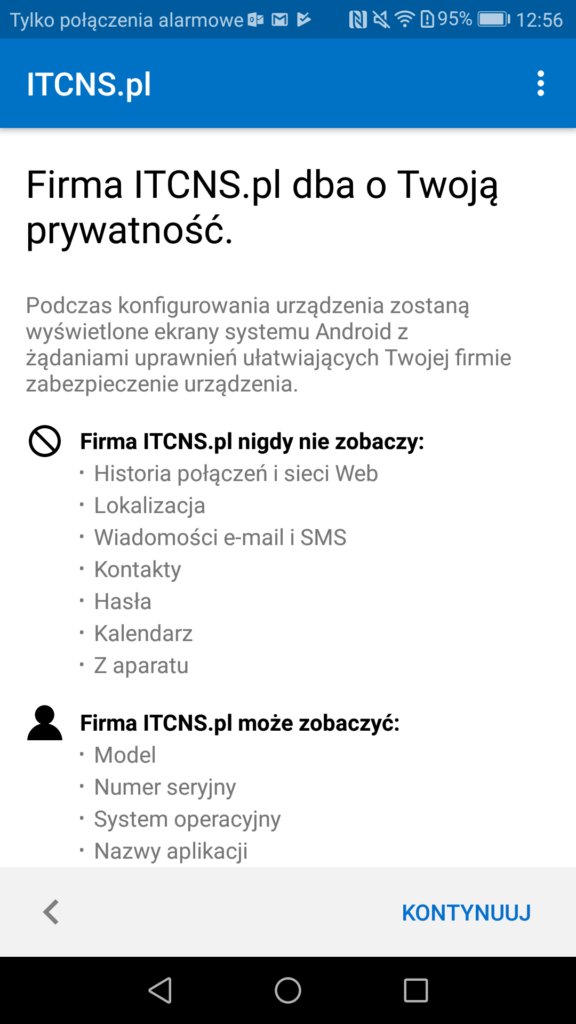 Tylko połączenia alarmowe 95% 12:56
ITCNS.pl
Firma ITCNS.pl dba o Twoją
prywatność.
Podczas konfigurowania urządzenia zostaną
wyświetlone ekrany systemu Android z
żądaniami uprawnień ułatwiających Twojej firmie
zabezpieczenie urządzenia.
Firma ITCNS.pl nigdy nie zobaczy:
· Historia połączeń i sieci Web
· Lokalizacja
· Wiadomości e-mail i SMS
· Kontakty
· Hasła
· Kalendarz
· Z aparatu
Firma ITCNS.pl może zobaczyć:
· Model
· Numer seryjny
· System operacyjny
· Nazwy aplikacji
KONTYNUUJ